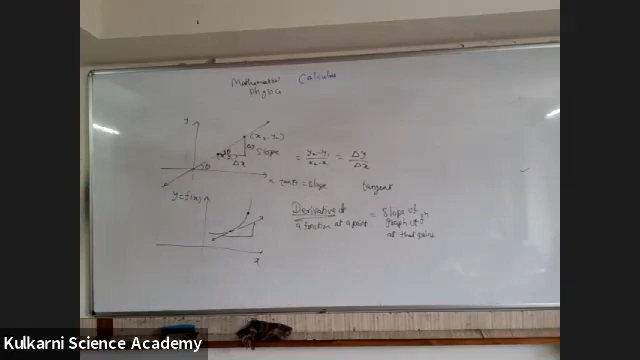 Mathematical Calculus
Physics
y
(x₂, y₂)
θ
Δy
Slope = y₂-y₁/x₂-x₁ = Δy/Δx
Δx
θ
x tanθ = slope tangent
y=f(x)
Derivative of = Slope of
a function at a point graph of
at that point
x
Kulkarni Science Academy